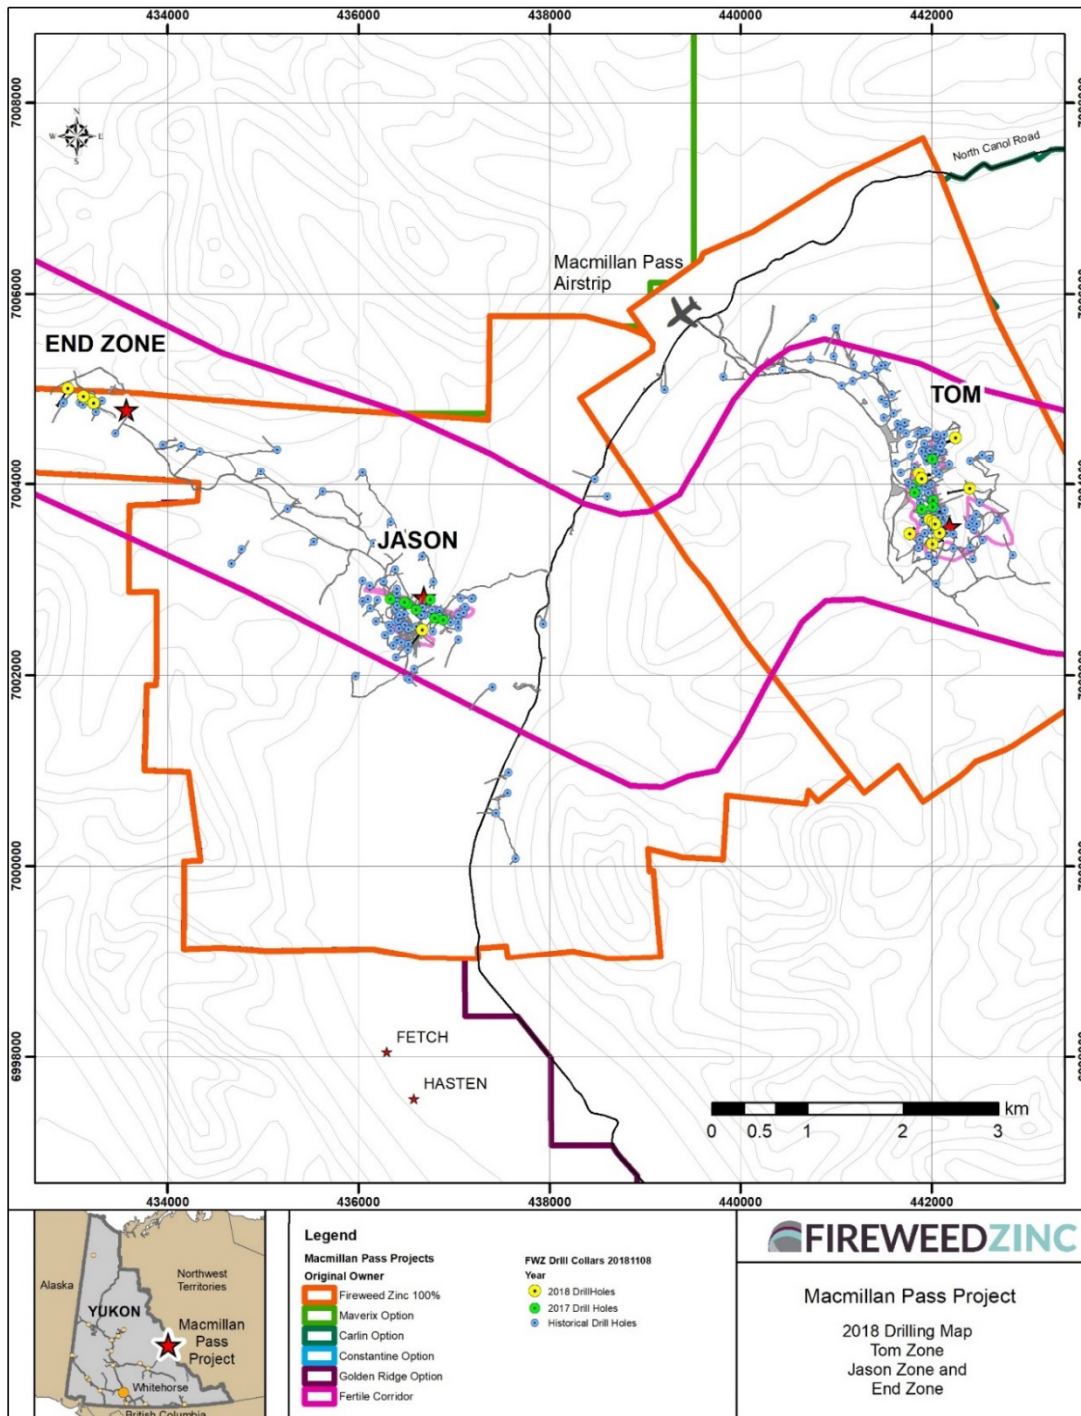 434000 436000 438000 440000 442000
7008000
North Canol Road
Macmillan Pass
Airstrip
7006000
END ZONE
TOM
7004000
JASON
7002000
7000000
6998000
FETCH
HASTEN
km
0 0.5 1 2 3
434000 436000 438000 440000 442000
N
W E
S
Alaska
Northwest
Territories
YUKON
Macmillan
Pass
Project
Whitehorse
British Columbia
Legend
Macmillan Pass Projects
Original Owner
Fireweed Zinc 100%
Maverix Option
Carlin Option
Constantine Option
Golden Ridge Option
Fertile Corridor
FWZ Drill Collars 20181108
Year
2018 DrillHoles
2017 Drill Holes
Historical Drill Holes
FIREWEEDZINC
Macmillan Pass Project
2018 Drilling Map
Tom Zone
Jason Zone and
End Zone